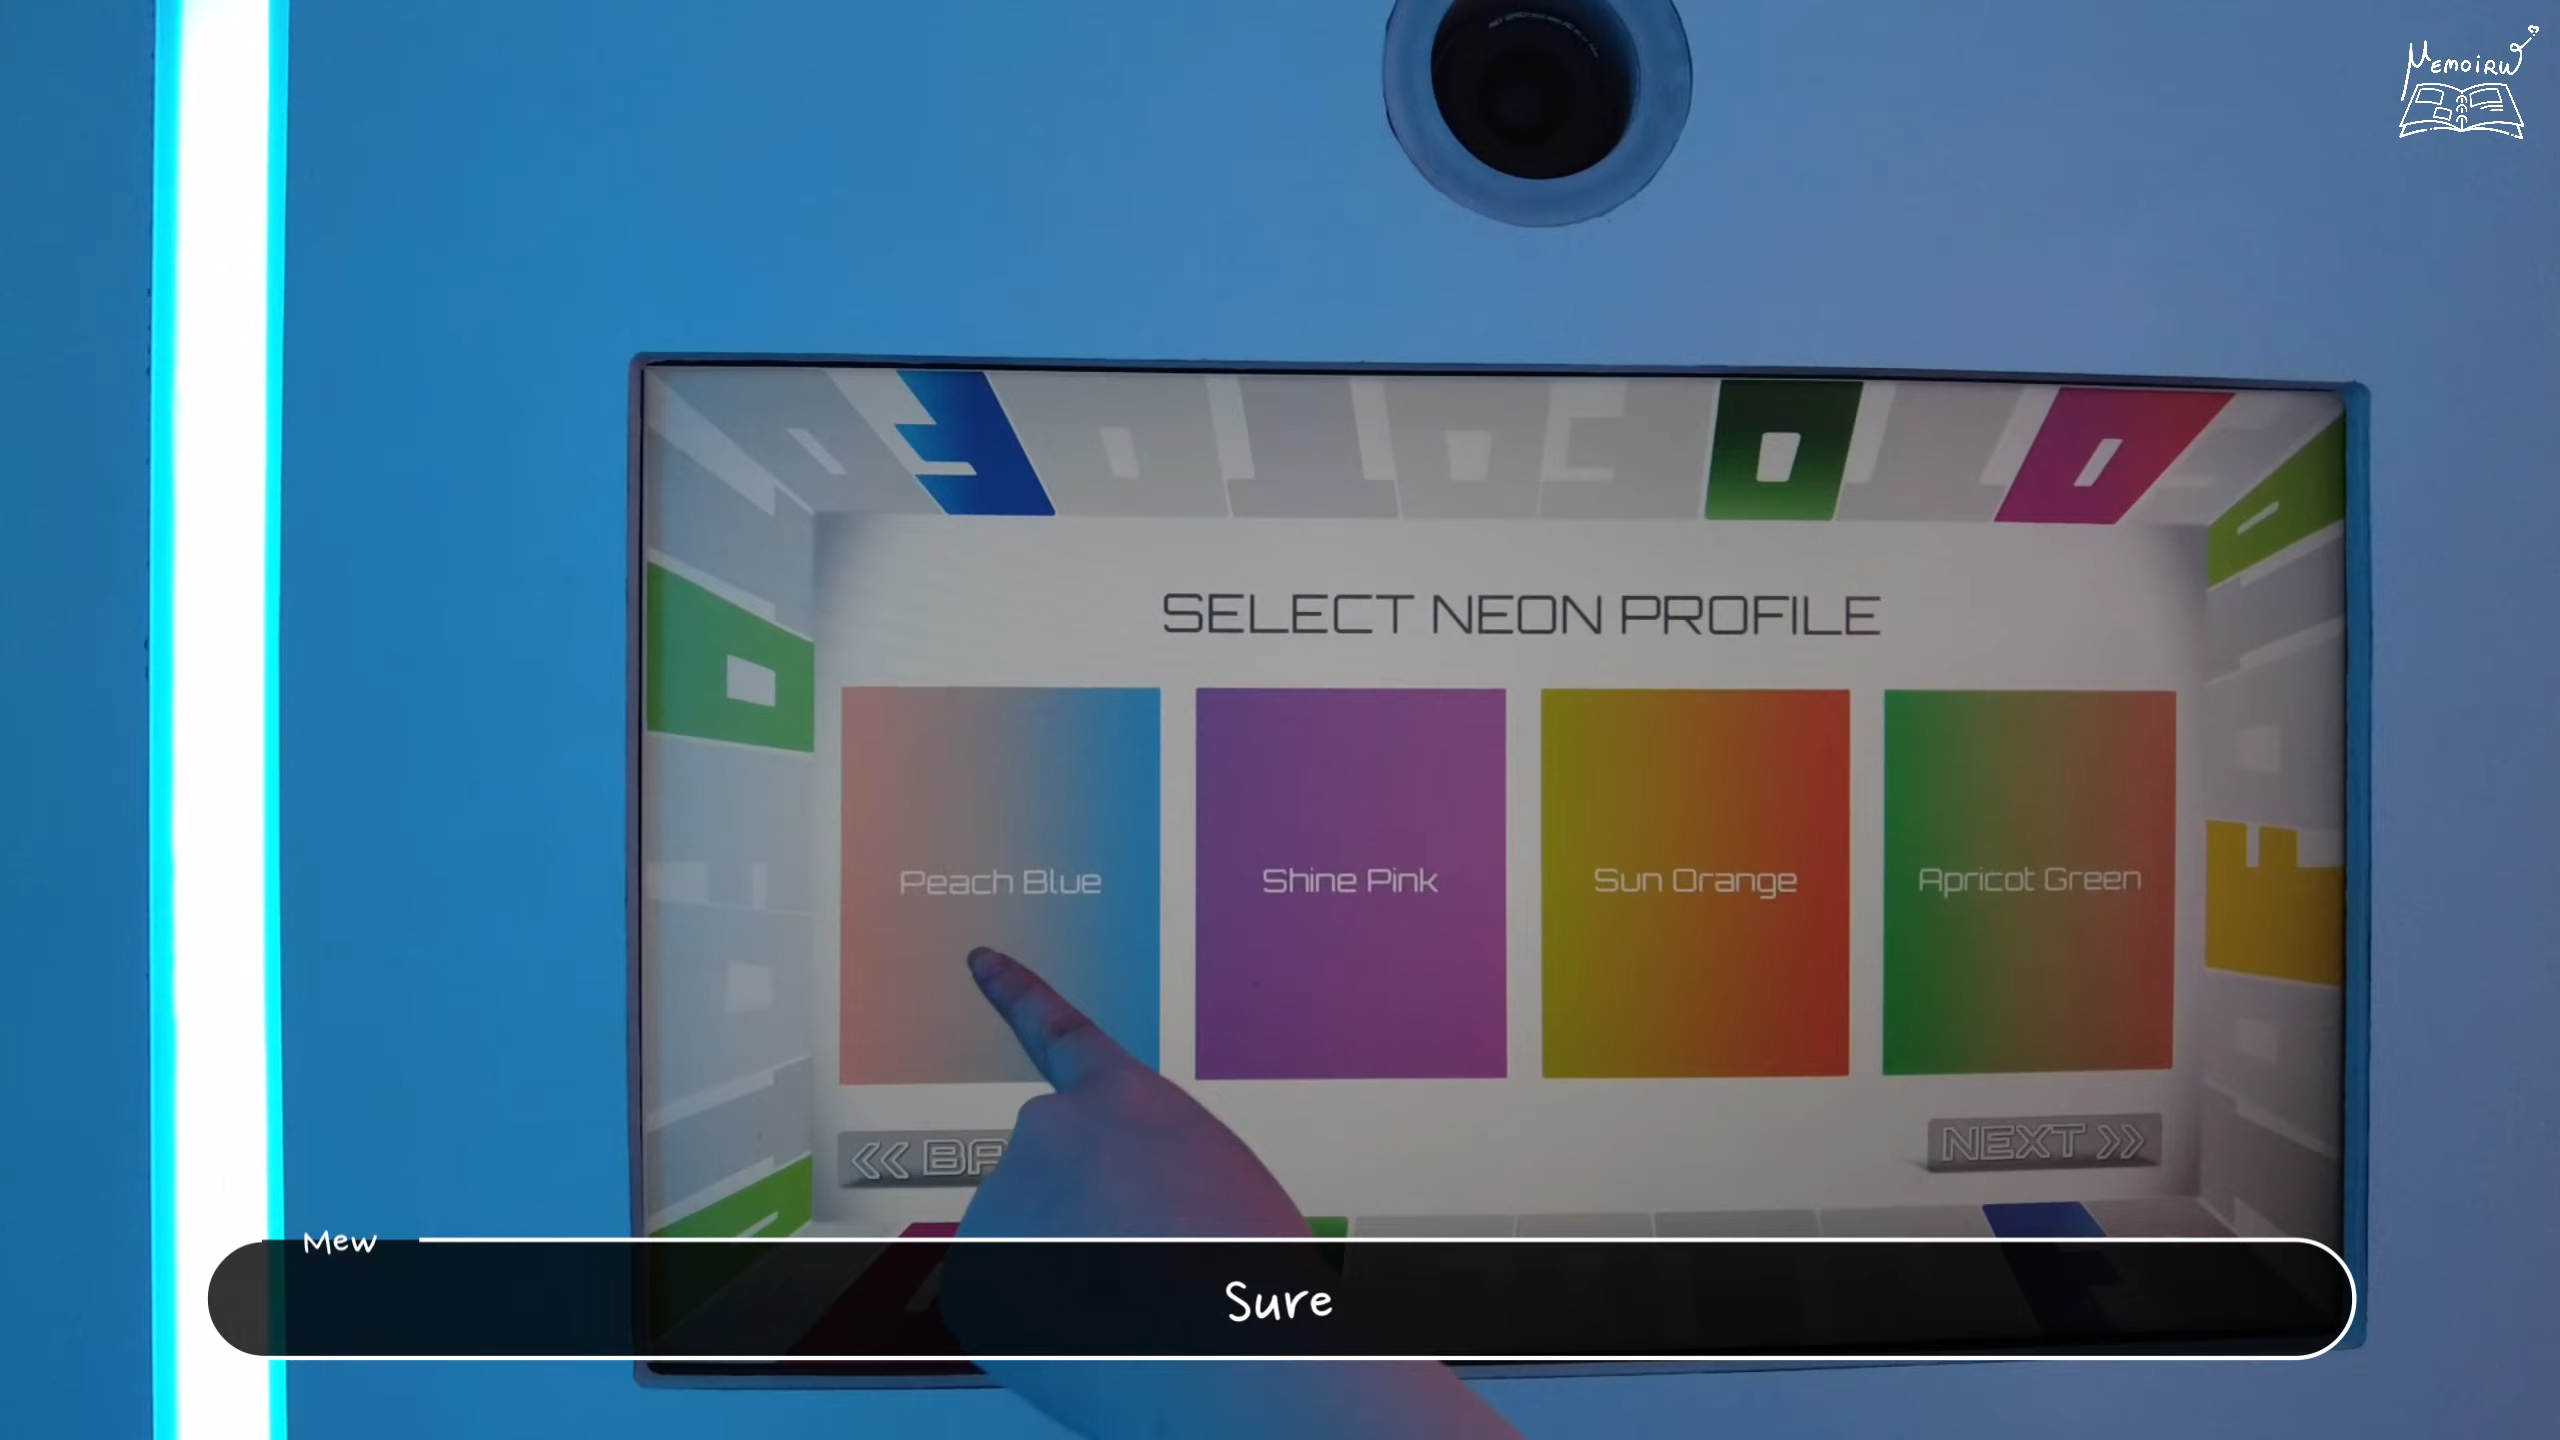 Memoirw
SELECT NEON PROFILE
Peach Blue
Shine Pink
Sun Orange
Apricot Green
<< 
NEXT >>
Mew
Sure